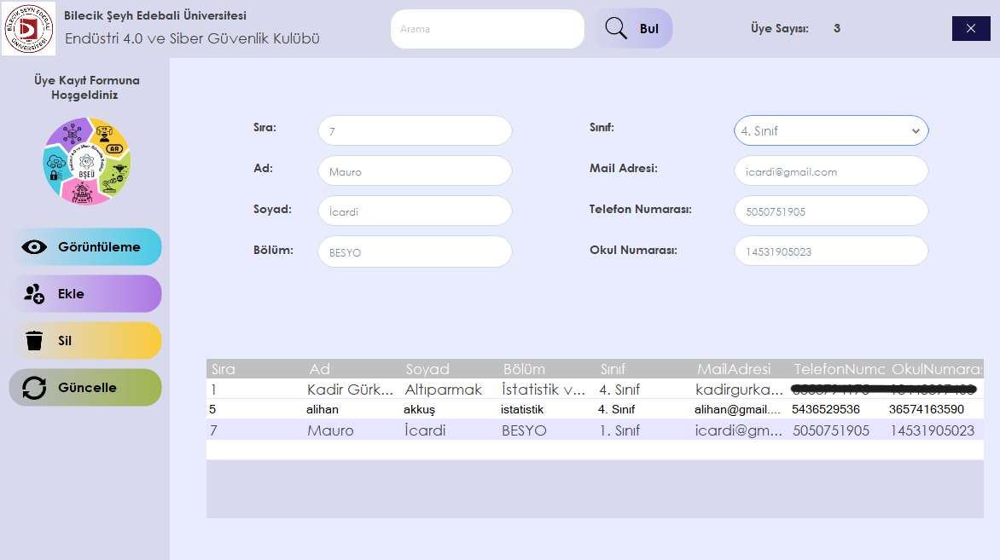 Bilecik Şeyh Edebali Üniversitesi
Endüstri 4.0 ve Siber Güvenlik Kulübü
Arama
Bul
Üye Sayısı: 3
Üye Kayıt Formuna
Hoşgeldiniz
BŞEÜ
AR
Görüntüleme
Ekle
Sil
Güncelle
Sıra: 7
Ad: Mauro
Soyad: İcardi
Bölüm: BESYO
Sınıf: 4. Sınıf
Mail Adresi: icardi@gmail.com
Telefon Numarası: 5050751905
Okul Numarası: 14531905023
Sıra Ad Soyad Bölüm Sınıf MailAdresi TelefonNumc OkulNumaras
1 Kadir Gürk... Altıparmak İstatistik v... 4. Sınıf kadirgurka...
5 alihan akkuş istatistik 4. Sınıf alihan@gmail.... 5436529536 36574163590
7 Mauro İcardi BESYO 1. Sınıf icardi@gm... 5050751905 14531905023